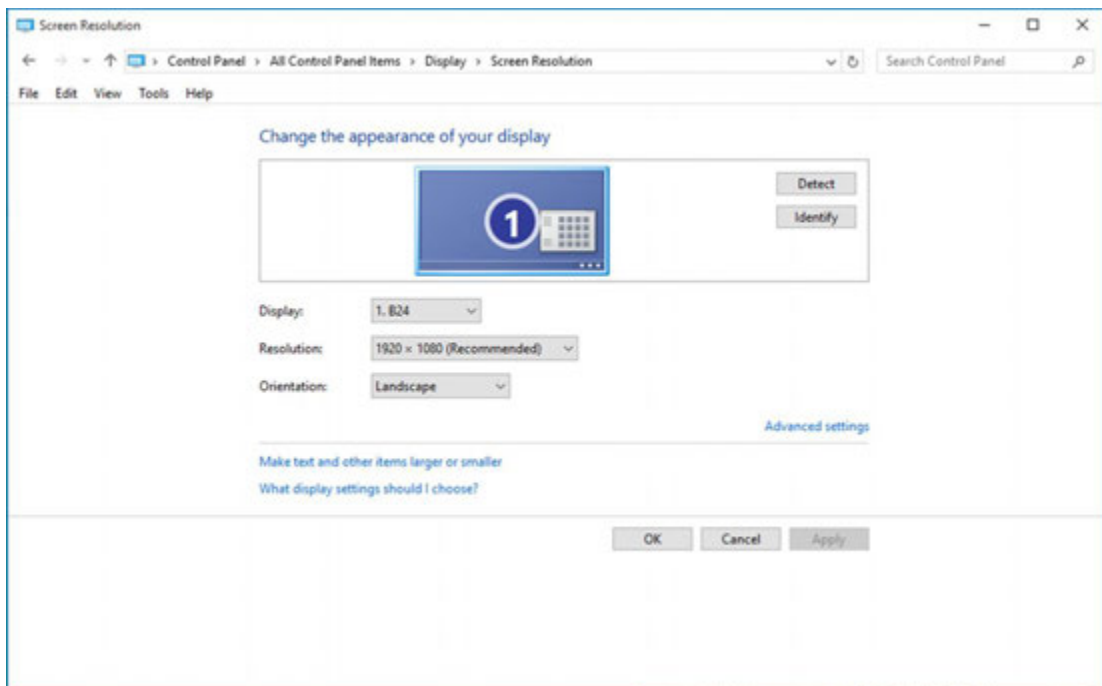 Screen Resolution
Control Panel > All Control Panel Items > Display > Screen Resolution
Search Control Panel
File Edit View Tools Help
Change the appearance of your display
1
Detect
Identify
Display: 1. B24
Resolution: 1920 × 1080 (Recommended)
Orientation: Landscape
Advanced settings
Make text and other items larger or smaller
What display settings should I choose?
OK Cancel Apply